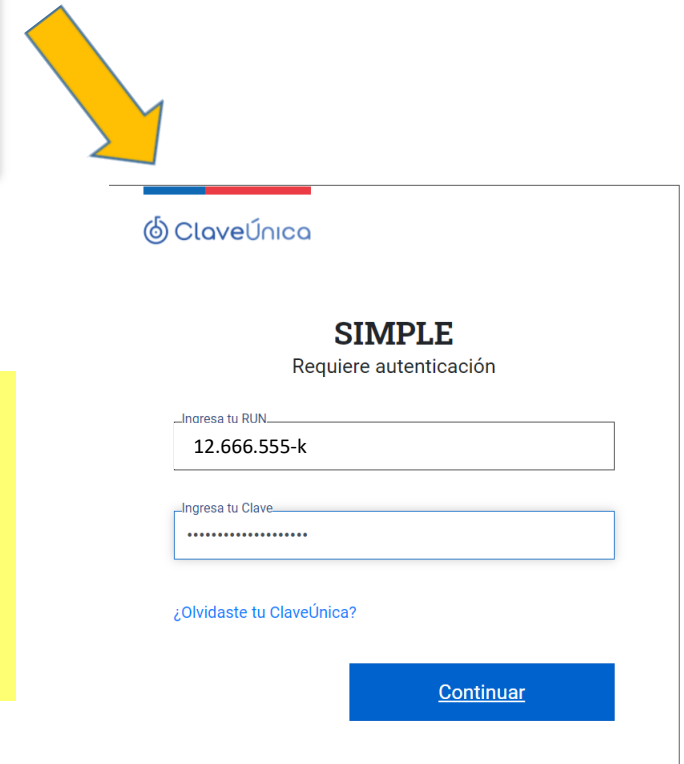 ClaveÚnica
SIMPLE
Requiere autenticación
Ingresa tu RUN
12.666.555-k
Ingresa tu Clave
••••••••••••••••••••
¿Olvidaste tu ClaveÚnica?
Continuar